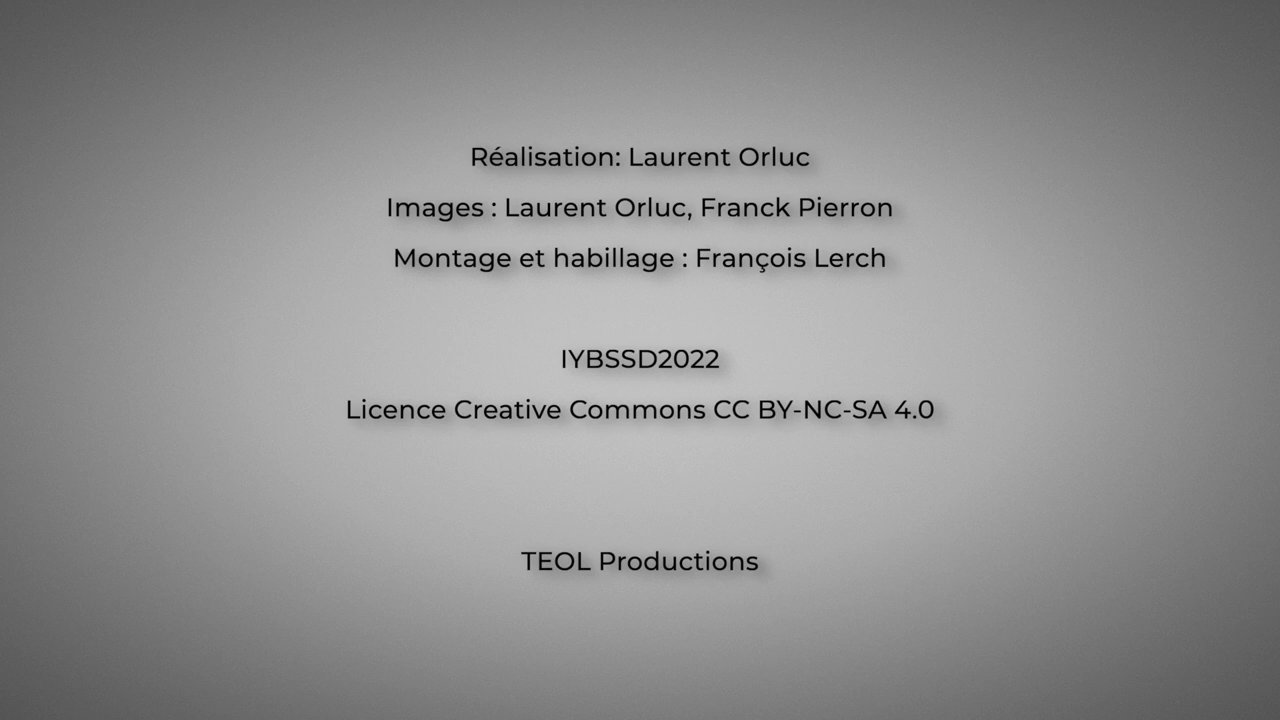 Réalisation: Laurent Orluc
Images : Laurent Orluc, Franck Pierron
Montage et habillage : François Lerch
IYBSSD2022
Licence Creative Commons CC BY-NC-SA 4.0
TEOL Productions